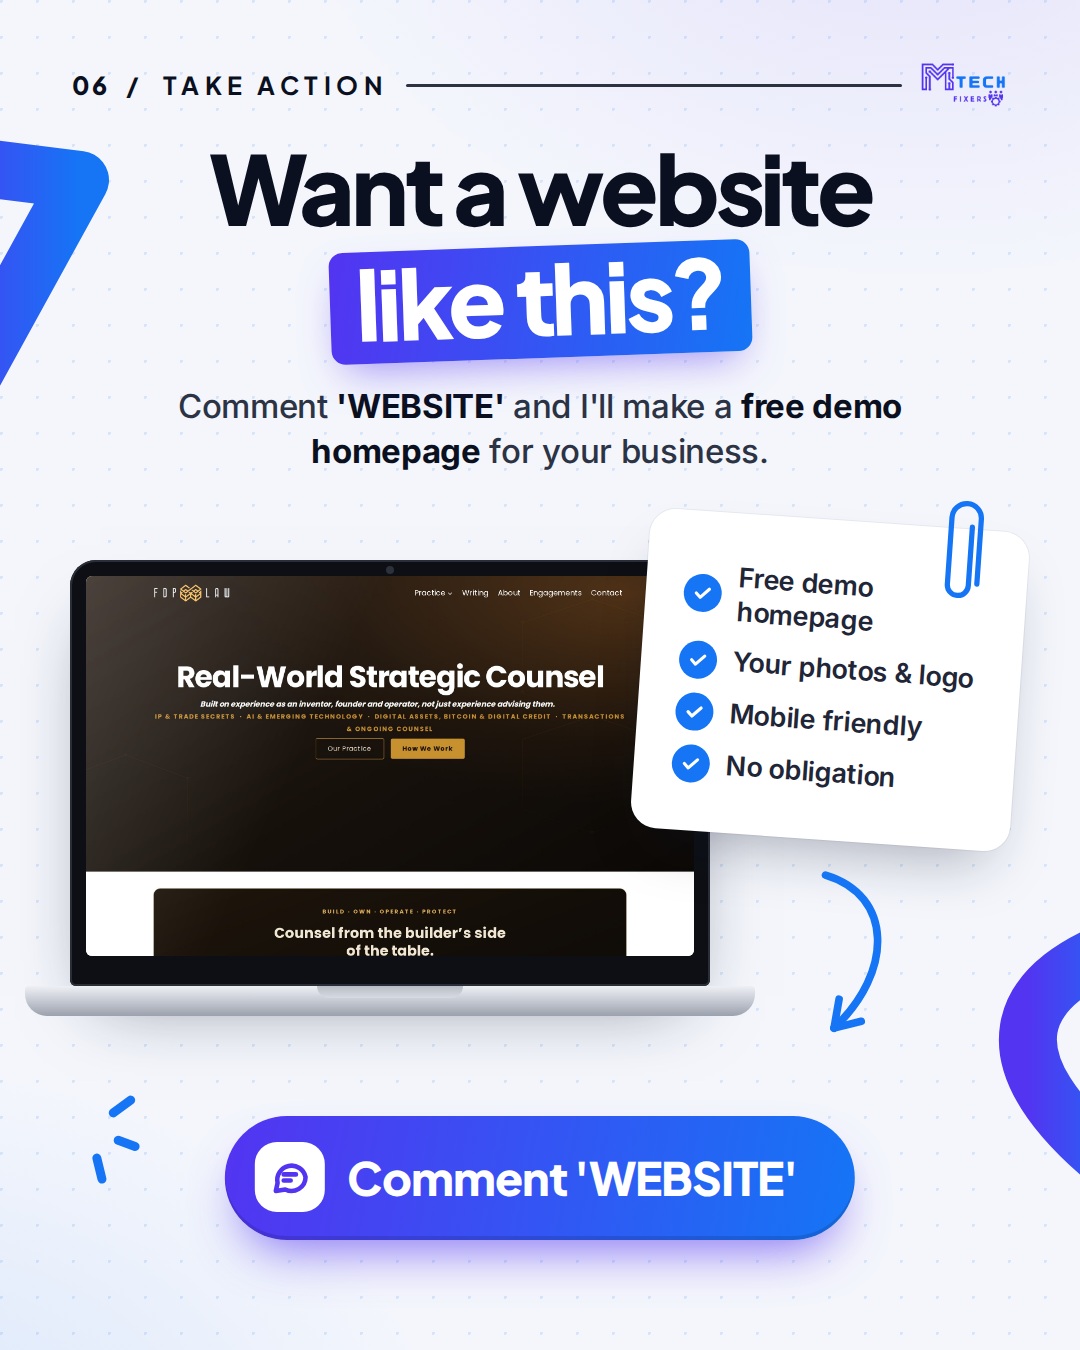 06 / TAKE ACTION
MTECH
FIXERS
Want a website
like this?
Comment 'WEBSITE' and I'll make a free demo
homepage for your business.
FDP LAW
Practice Writing About Engagements Contact
Real-World Strategic Counsel
Built on experience as an inventor, founder and operator, not just experience advising them.
IP & TRADE SECRETS · AI & EMERGING TECHNOLOGY · DIGITAL ASSETS, BITCOIN & DIGITAL CREDIT · TRANSACTIONS
& ONGOING COUNSEL
Our Practice How We Work
BUILD · OWN · OPERATE · PROTECT
Counsel from the builder's side
of the table.
Free demo
homepage
Your photos & logo
Mobile friendly
No obligation
Comment 'WEBSITE'